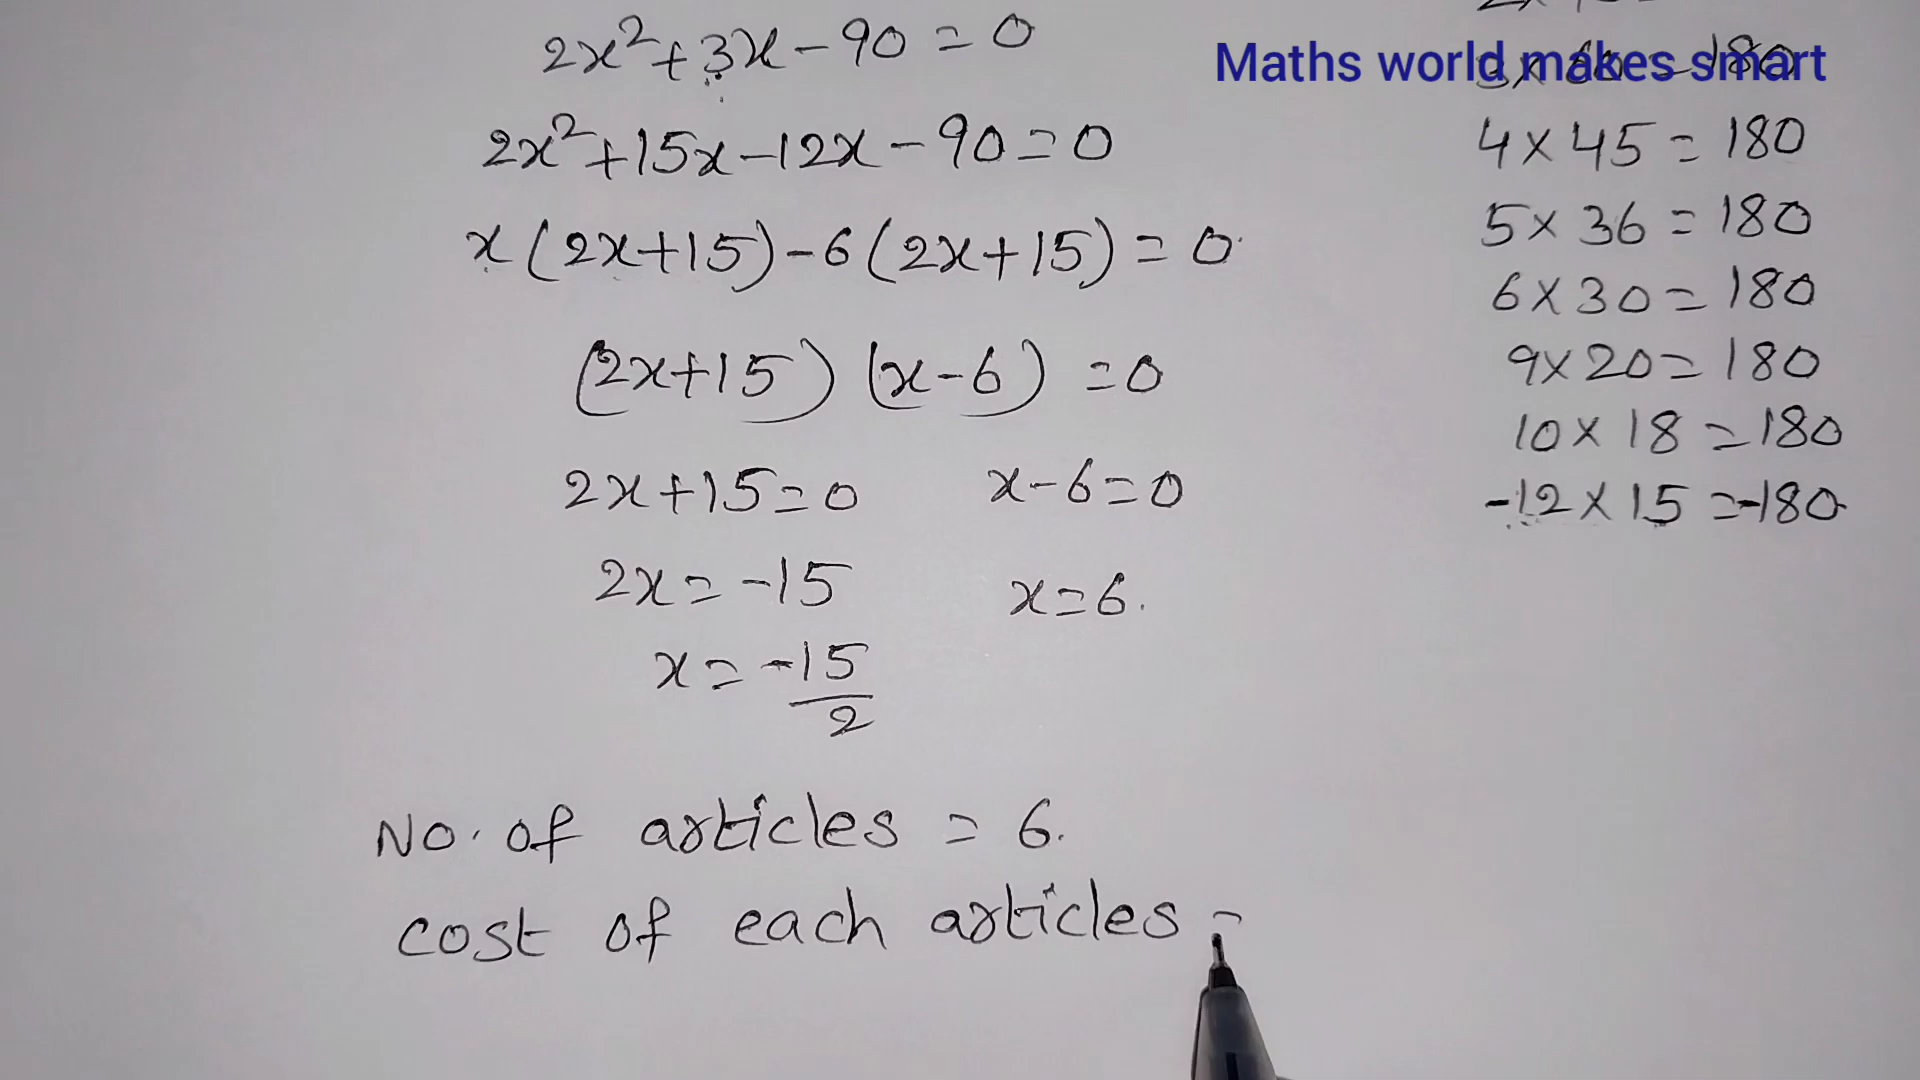 2x²+3x-90=0
2x²+15x-12x-90=0
x(2x+15)-6(2x+15)=0
(2x+15)(x-6)=0
2x+15=0 x-6=0
2x=-15 x=6.
x=-15/2
No. of articles = 6.
cost of each articles =
Maths world makes smart
3×60=180
4×45=180
5×36=180
6×30=180
9×20=180
10×18=180
-12×15=-180